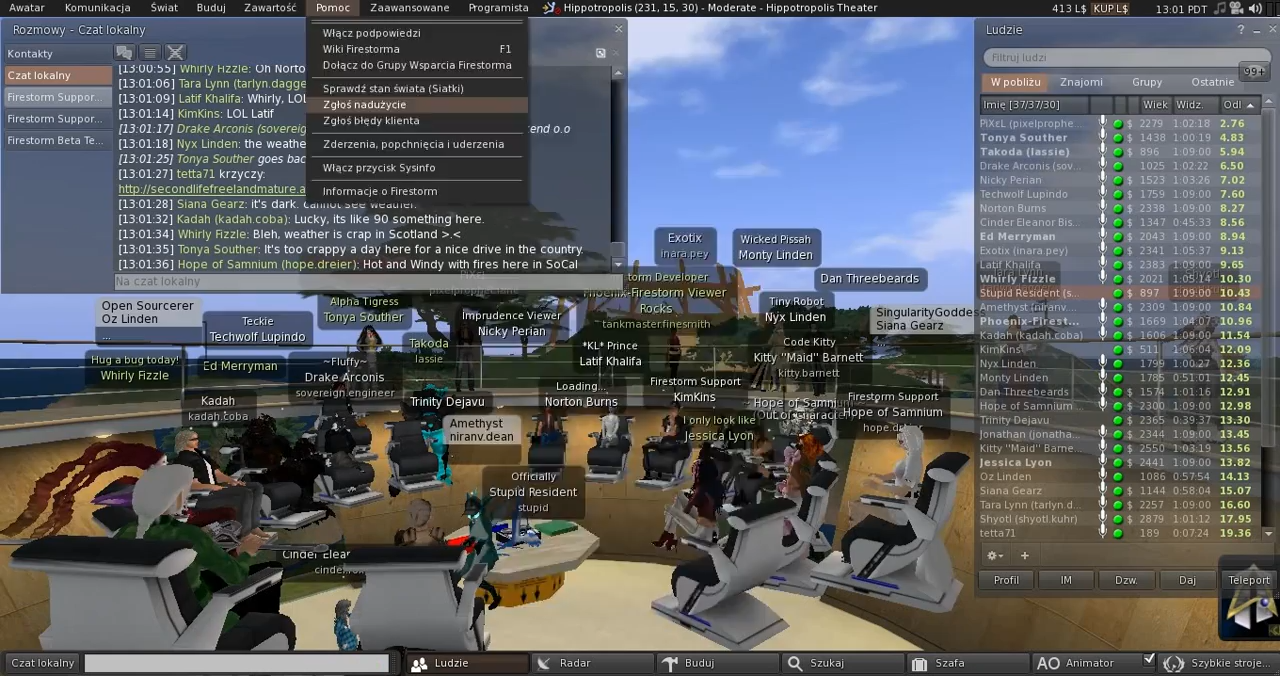 Awatar Komunikacja Świat Buduj Zawartość Pomoc Zaawansowane Programista Hippotropolis (231, 15, 30) - Moderate - Hippotropolis Theater 413 L$ KUP L$ 13:01 PDT
Rozmowy - Czat lokalny
Kontakty
Czat lokalny
Firestorm Suppor...
Firestorm Suppor...
Firestorm Beta Te...
[13:00:55] Whirly Fizzle: Oh Norto
[13:01:06] Tara Lynn (tarlyn.dagge
[13:01:09] Latif Khalifa: Whirly, LOL
[13:01:14] KimKins: LOL Latif
[13:01:17] Drake Arconis (sovereig end o.o
[13:01:18] Nyx Linden: the weathe
[13:01:25] Tonya Souther goes bac
[13:01:27] tetta71 krzyczy:
http://secondlifefreelandmature.a
[13:01:28] Siana Gearz: it's dark. cannot see weather.
[13:01:32] Kadah (kadah.coba): Lucky, its like 90 something here.
[13:01:34] Whirly Fizzle: Bleh, weather is crap in Scotland >.<
[13:01:35] Tonya Souther: It's too crappy a day here for a nice drive in the country.
[13:01:36] Hope of Samnium (hope.dreier): Hot and Windy with fires here in SoCal
Na czat lokalny
Włącz podpowiedzi
Wiki Firestorma F1
Dołącz do Grupy Wsparcia Firestorma
Sprawdź stan świata (Siatki)
Zgłoś nadużycie
Zgłoś błędy klienta
Zderzenia, popchnięcia i uderzenia
Włącz przycisk Sysinfo
Informacje o Firestorm
Exotix
inara.pey
Wicked Pissah
Monty Linden
Dan Threebeards
Firestorm Developer
Phoenix-Firestorm Viewer
Rocks
tankmaster.finesmith
Open Sourcerer
Oz Linden
...
Teckie
Techwolf Lupindo
Alpha Tigress
Tonya Souther
Imprudence Viewer
Nicky Perian
Tiny Robot
Nyx Linden
SingularityGoddess
Siana Gearz
Hug a bug today!
Whirly Fizzle
Ed Merryman
~Fluffy~
Drake Arconis
sovereign.engineer
Takoda
lassie
*KL* Prince
Latif Khalifa
Code Kitty
Kitty "Maid" Barnett
kitty.barnett
Kadah
kadah.coba
Trinity Dejavu
Loading...
Norton Burns
Firestorm Support
KimKins
Hope of Samnium
Firestorm Support
Hope of Samnium
Amethyst
nirany.dean
I only look like
Jessica Lyon
Officially
Stupid Resident
stupid
Ludzie
Filtruj ludzi
99+
W pobliżu Znajomi Grupy Ostatnie
Imię [37/37/30] Wiek Widz. Odl
PiXeL (pixelprophe... $ 2279 1:02:18 2.76
Tonya Souther $ 1438 1:00:19 4.83
Takoda (lassie) $ 896 1:09:00 5.94
Drake Arconis (sov... $ 1025 1:02:22 6.50
Nicky Perian $ 1523 1:03:26 7.02
Techwolf Lupindo $ 1759 1:09:00 7.60
Norton Burns $ 2338 1:09:00 8.27
Cinder Eleanor Bis... $ 1347 0:45:33 8.56
Ed Merryman $ 2043 1:09:00 8.94
Exotix (inara pey) $ 2341 1:05:37 9.13
Latif Khalifa $ 2383 1:09:00 9.65
Whirly Fizzle $ 2021 1:05:14 10.30
Stupid Resident (s... $ 897 1:09:00 10.43
Amethyst (nirany... $ 2309 1:09:00 10.84
Phoenix-Firest... $ 1669 1:04:07 10.96
Kadah (kadah coba) $ 1606 1:09:00 11.54
KimKins $ 511 1:06:04 12.09
Nyx Linden 1799 1:00:27 12.36
Monty Linden $ 1785 0:51:01 12.45
Dan Threebeards $ 1574 1:01:16 12.91
Hope of Samnium $ 2300 1:09:00 12.98
Trinity Dejavu $ 2365 0:39:37 13.30
Jonathan (jonatha... $ 2344 1:09:00 13.45
Kitty "Maid" Barne... $ 2550 1:03:19 13.56
Jessica Lyon $ 2441 1:09:00 13.82
Oz Linden 1086 0:57:54 14.13
Siana Gearz $ 1144 0:58:04 15.07
Tara Lynn (tarlyn.d... $ 2257 1:09:00 16.60
Shyotl (shyotl.kuhr) $ 2879 1:01:12 17.95
tetta71 189 0:07:24 19.36
Profil IM Dzw. Daj Teleport
Czat lokalny Ludzie Radar Buduj Szukaj Szafa AO Animator Szybkie stroje...